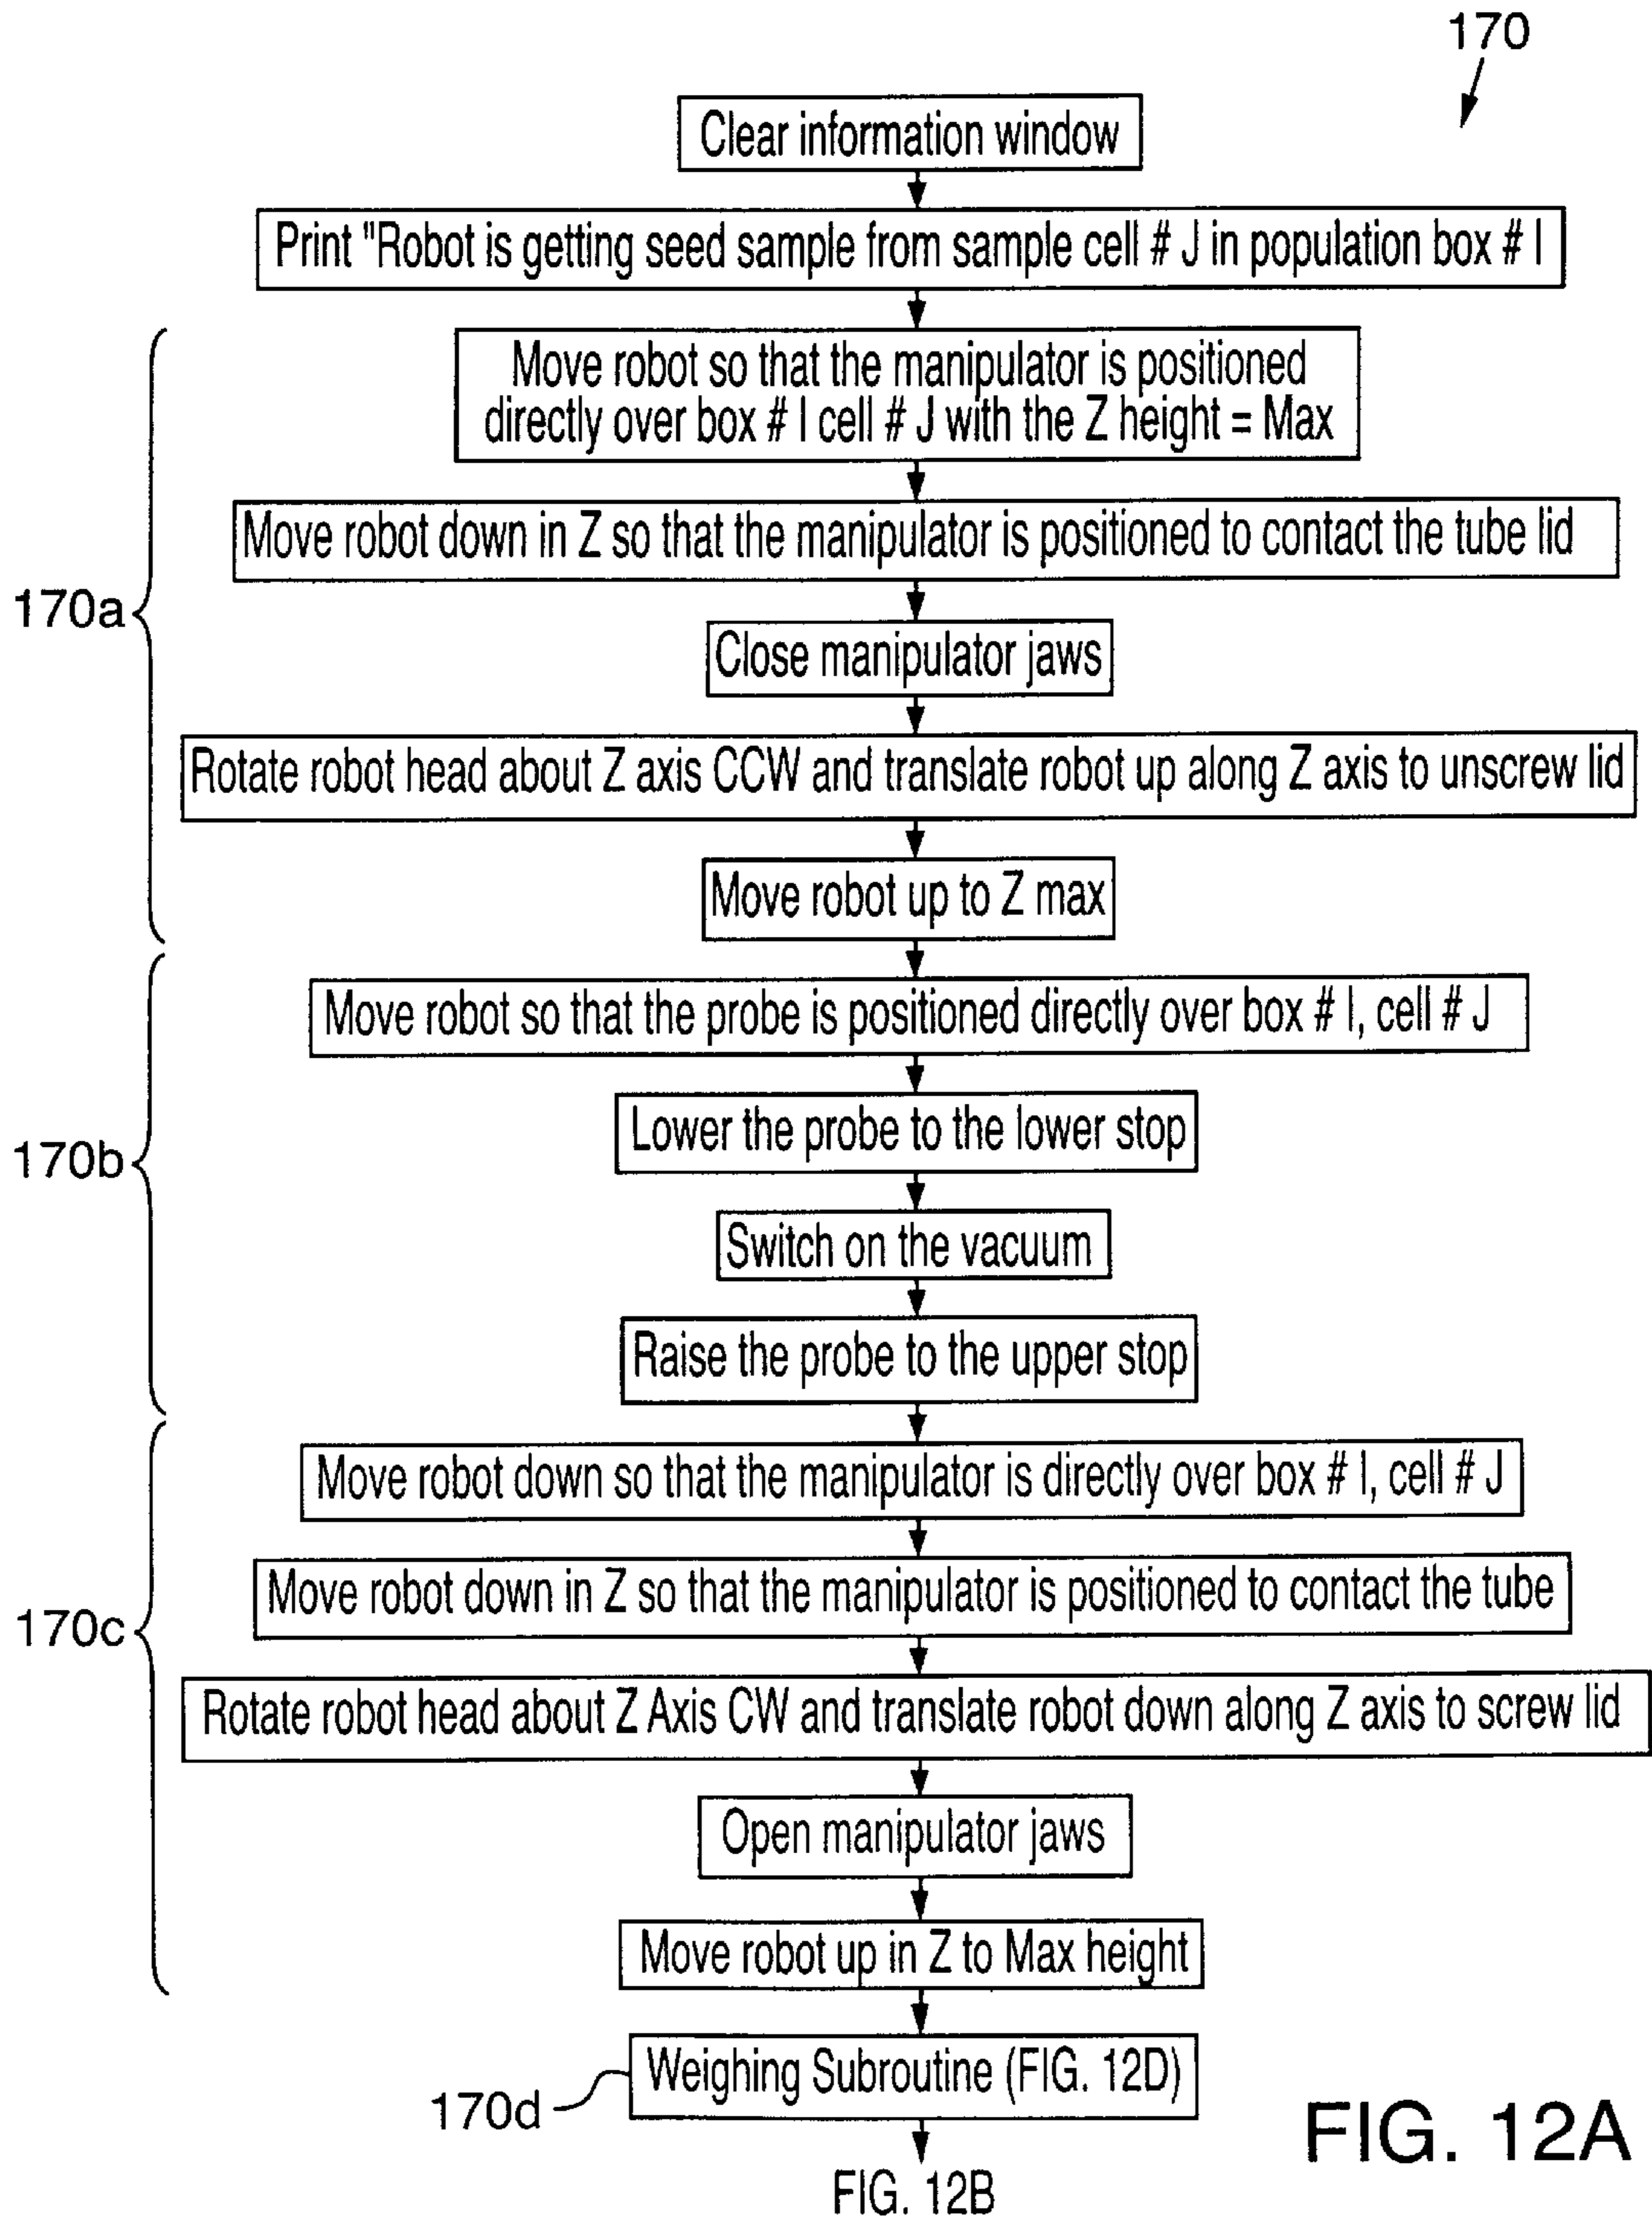 170
Clear information window
Print "Robot is getting seed sample from sample cell # J in population box # I
Move robot so that the manipulator is positioned
directly over box # I cell # J with the Z height = Max
Move robot down in Z so that the manipulator is positioned to contact the tube lid
170a
Close manipulator jaws
Rotate robot head about Z axis CCW and translate robot up along Z axis to unscrew lid
Move robot up to Z max
Move robot so that the probe is positioned directly over box # I, cell # J
Lower the probe to the lower stop
170b
Switch on the vacuum
Raise the probe to the upper stop
Move robot down so that the manipulator is directly over box # I, cell # J
Move robot down in Z so that the manipulator is positioned to contact the tube
170c
Rotate robot head about Z Axis CW and translate robot down along Z axis to screw lid
Open manipulator jaws
Move robot up in Z to Max height
Weighing Subroutine (FIG. 12D)
170d
FIG. 12A
FIG. 12B